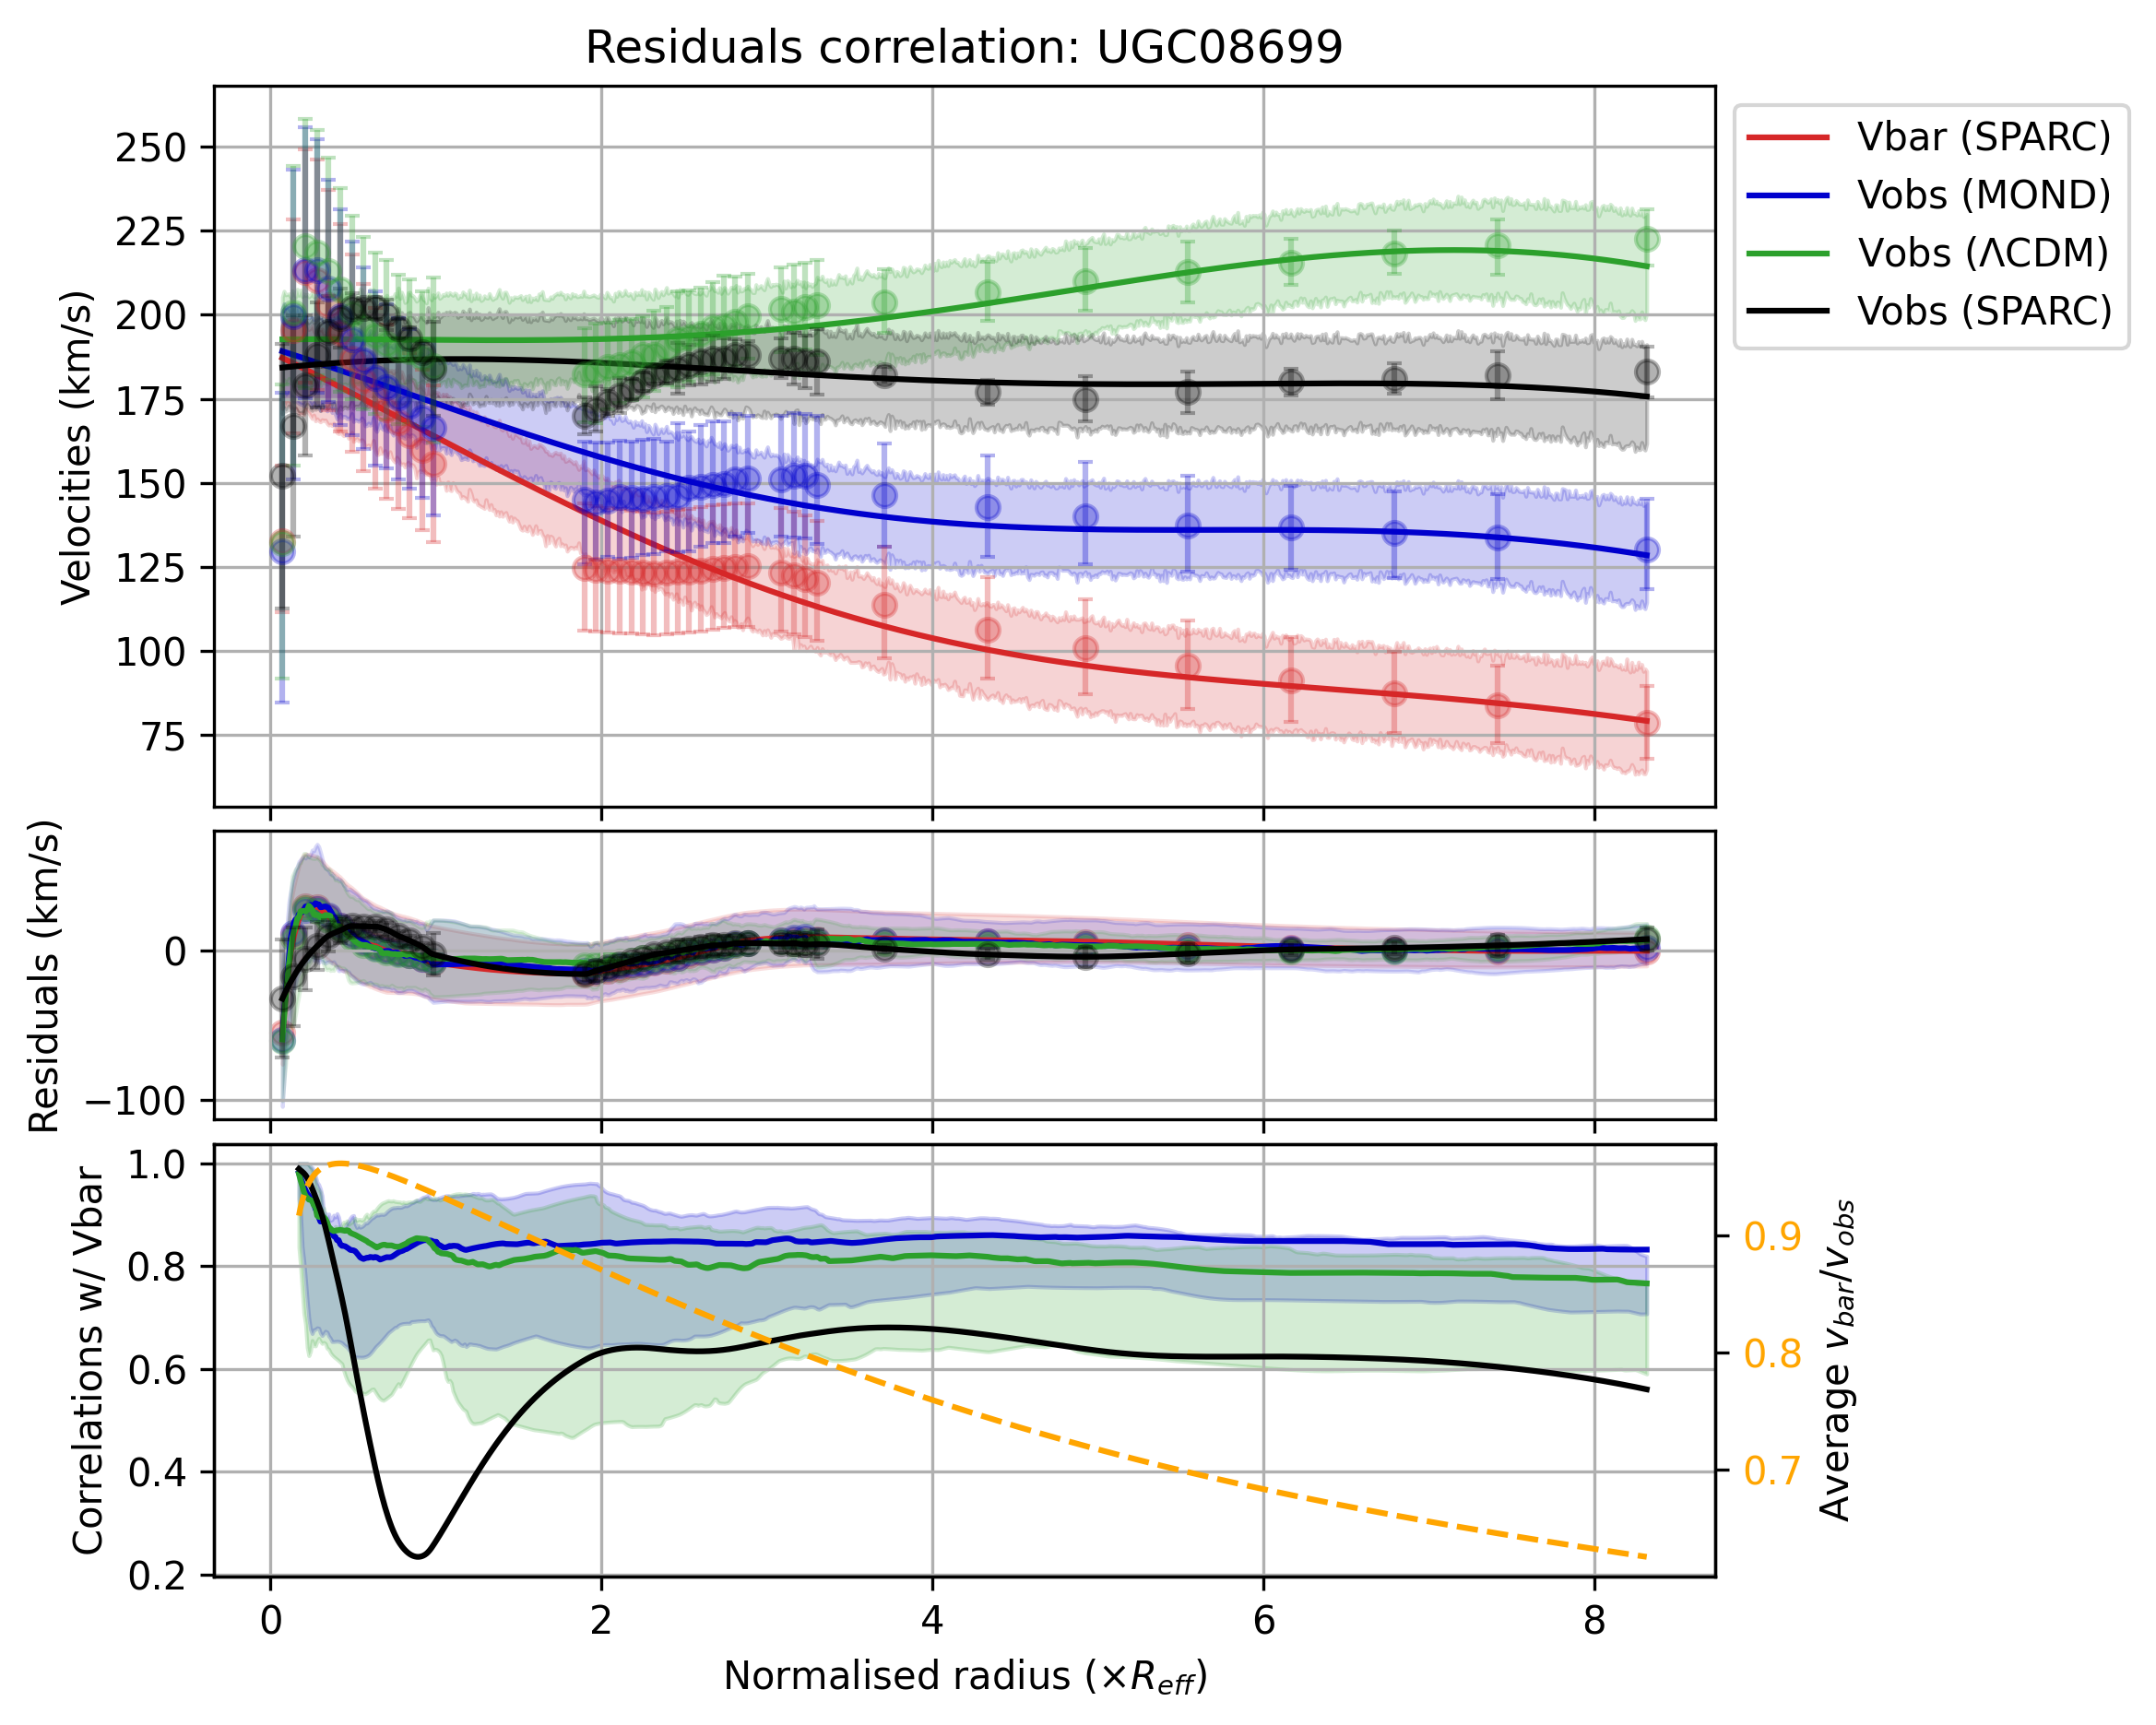 Residuals correlation: UGC08699
Velocities (km/s)
250
225
200
175
150
125
100
75
Vbar (SPARC)
Vobs (MOND)
Vobs (ΛCDM)
Vobs (SPARC)
Residuals (km/s)
0
−100
Correlations w/ Vbar
1.0
0.8
0.6
0.4
0.2
0.9
0.8
0.7
Average v_bar/v_obs
0 2 4 6 8
Normalised radius (×R_eff)